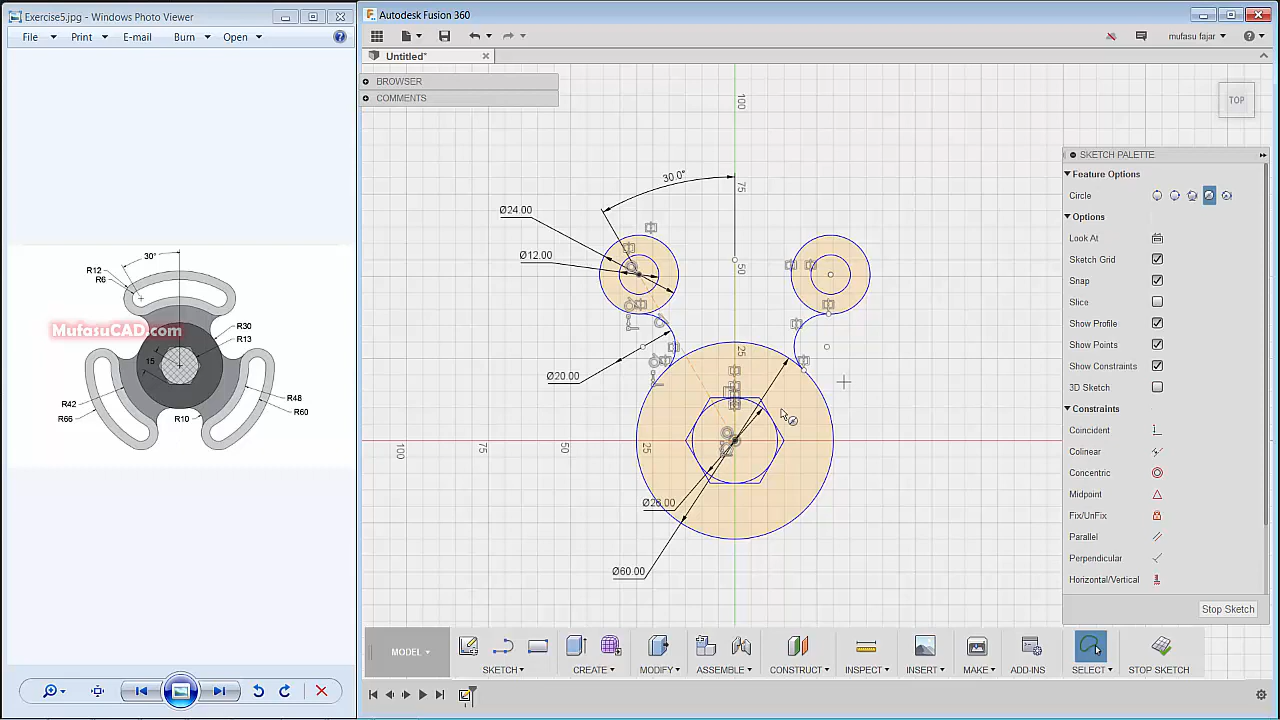 Exercise5.jpg - Windows Photo Viewer
File
Print
E-mail
Burn
Open
30°
R12
R6
MufasuCAD.com
R30
R13
15
R42
R66
R48
R60
R10
Autodesk Fusion 360
mufasu fajar
Untitled*
BROWSER
COMMENTS
TOP
100
75
50
25
100
75
50
25
30.0°
Ø24.00
Ø12.00
Ø20.00
Ø60.00
SKETCH PALETTE
Feature Options
Circle
Options
Look At
Sketch Grid
Snap
Slice
Show Profile
Show Points
Show Constraints
3D Sketch
Constraints
Coincident
Colinear
Concentric
Midpoint
Fix/UnFix
Parallel
Perpendicular
Horizontal/Vertical
Stop Sketch
MODEL
SKETCH
CREATE
MODIFY
ASSEMBLE
CONSTRUCT
INSPECT
INSERT
MAKE
ADD-INS
SELECT
STOP SKETCH